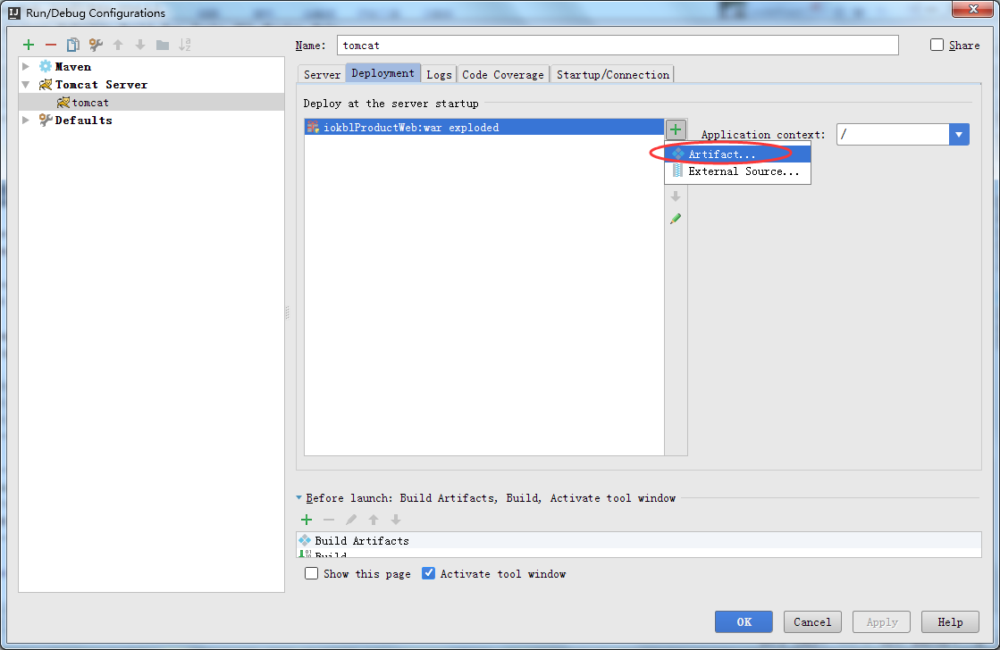 Run/Debug Configurations
Name: tomcat Share
Maven
Tomcat Server
tomcat
Defaults
Server Deployment Logs Code Coverage Startup/Connection
Deploy at the server startup
iokblProductWeb:war exploded
Application context: /
Artifact...
External Source...
Before launch: Build Artifacts, Build, Activate tool window
Build Artifacts
Build
Show this page Activate tool window
OK Cancel Apply Help